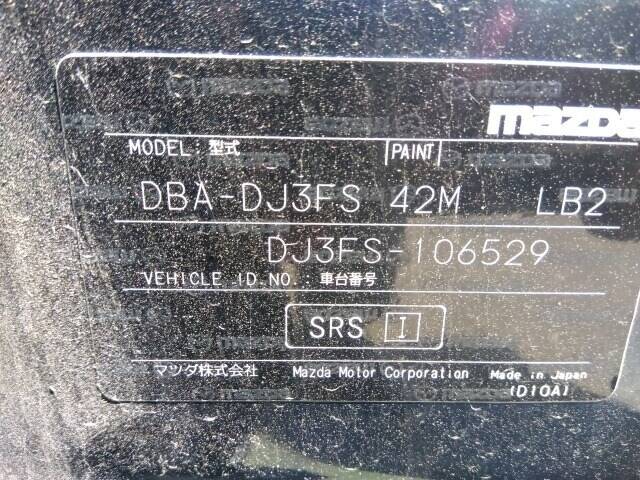 mazda
MODEL: 型式 PAINT
DBA-DJ3FS 42M LB2
DJ3FS-106529
VEHICLE ID.NO.: 車台番号
SRS I
マツダ株式会社 Mazda Motor Corporation Made in Japan
(D10A)